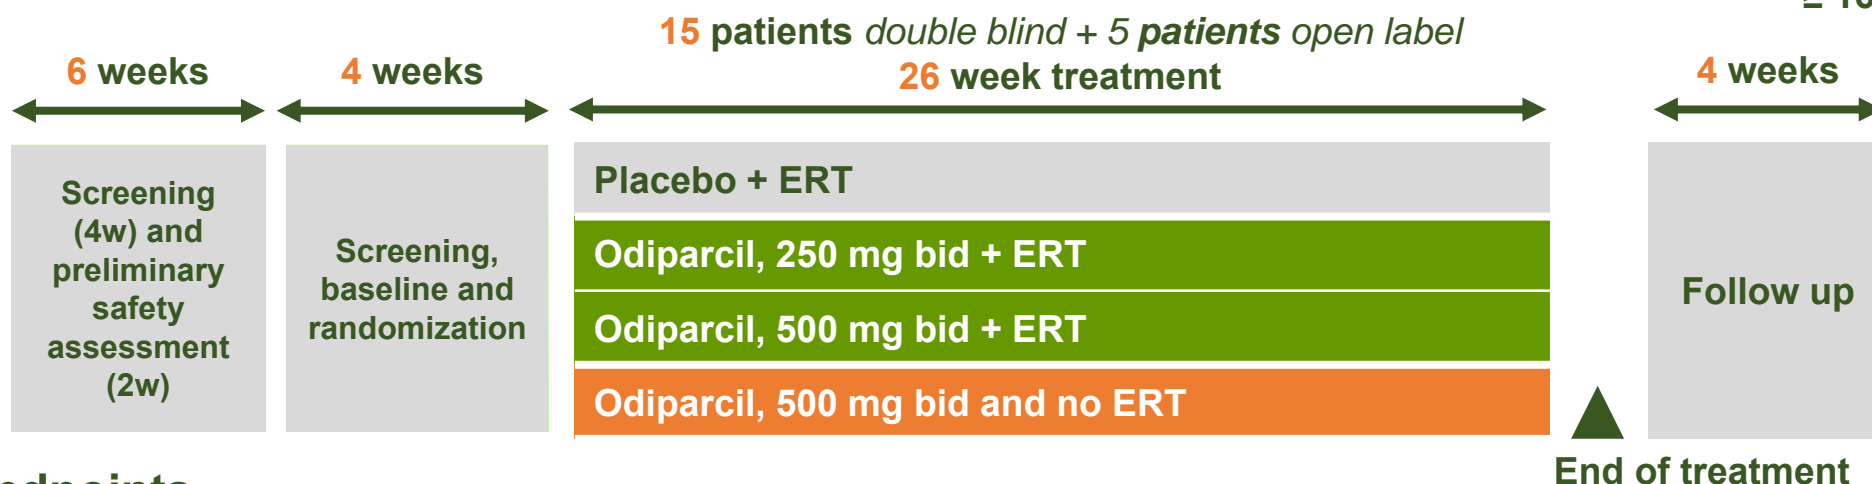 15 patients double blind + 5 patients open label
6 weeks
4 weeks
26 week treatment
4 weeks
Screening
(4w) and
preliminary
safety
assessment
(2w)
Screening,
baseline and
randomization
Placebo + ERT
Odiparcil, 250 mg bid + ERT
Odiparcil, 500 mg bid + ERT
Odiparcil, 500 mg bid and no ERT
Follow up
End of treatment